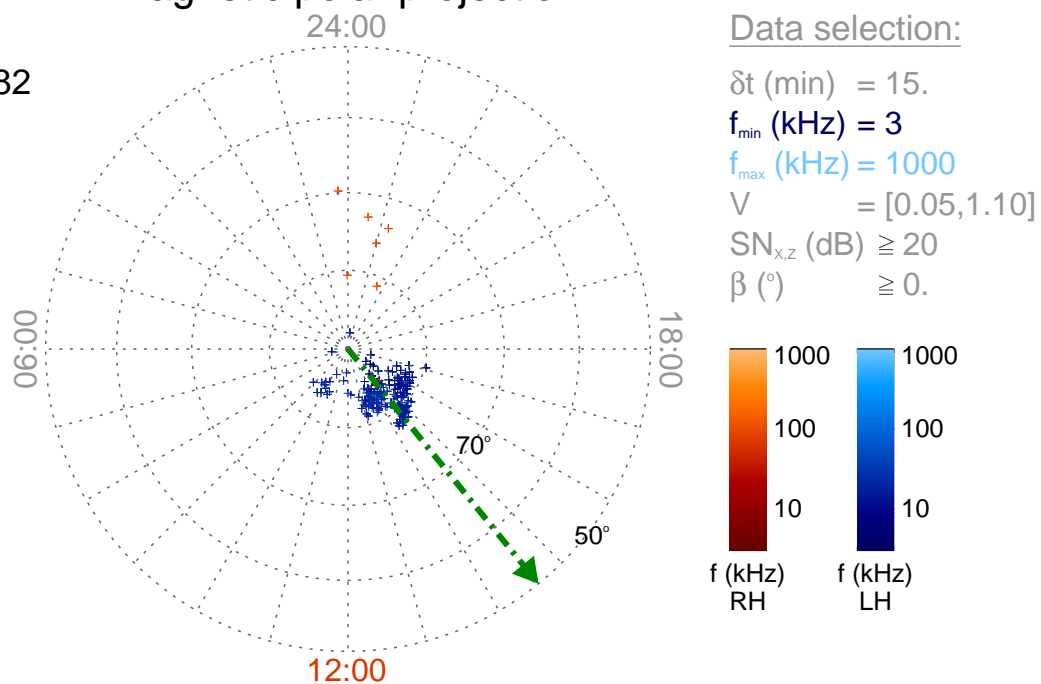 24:00
82
06:00
18:00
12:00
70°
50°
Data selection:
δt (min) = 15.
fmin (kHz) = 3
fmax (kHz) = 1000
V = [0.05,1.10]
SNx,z (dB) ≧ 20
β (°) ≧ 0.
1000
100
10
f (kHz)
RH
1000
100
10
f (kHz)
LH